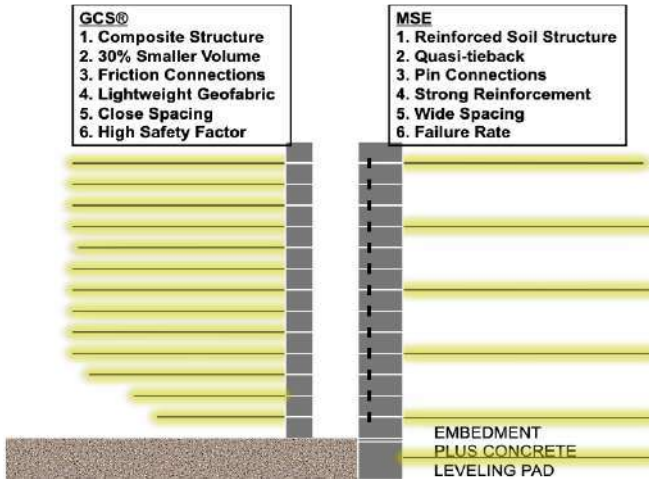 GCS®
1. Composite Structure
2. 30% Smaller Volume
3. Friction Connections
4. Lightweight Geofabric
5. Close Spacing
6. High Safety Factor
MSE
1. Reinforced Soil Structure
2. Quasi-tieback
3. Pin Connections
4. Strong Reinforcement
5. Wide Spacing
6. Failure Rate
EMBEDMENT
PLUS CONCRETE
LEVELING PAD